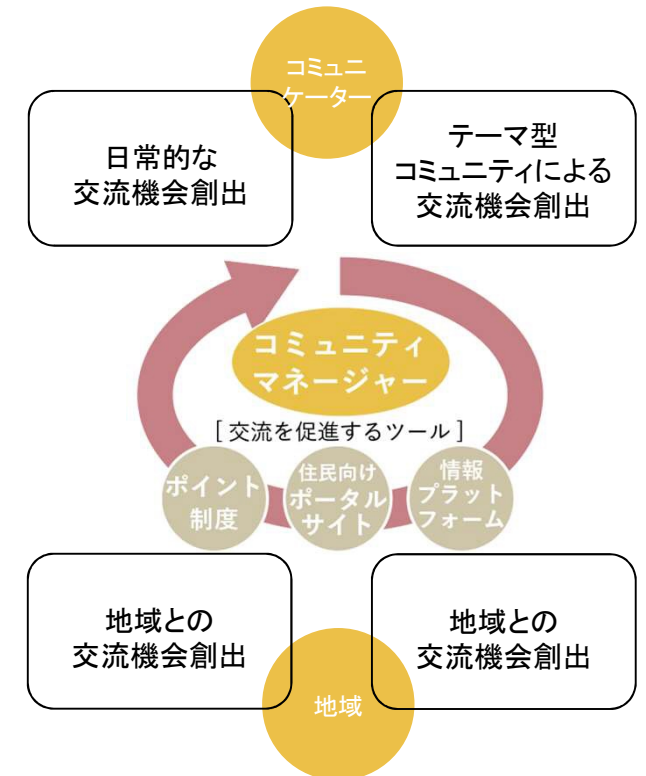 コミュニ
ケーター
日常的な
交流機会創出
テーマ型
コミュニティによる
交流機会創出
コミュニティ
マネージャー
[ 交流を促進するツール ]
ポイント
制度
住民向け
ポータル
サイト
情報
プラット
フォーム
地域との
交流機会創出
地域との
交流機会創出
地域